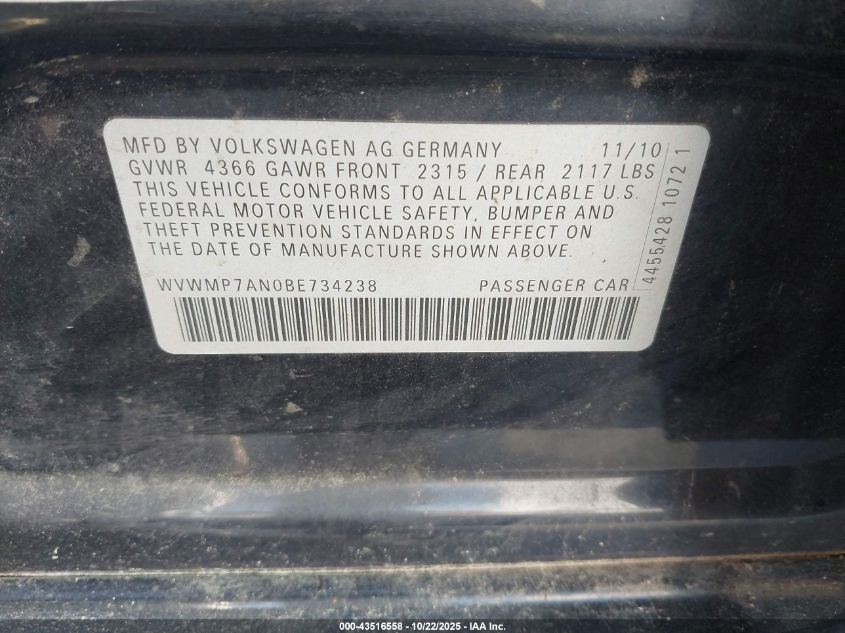 MFD BY VOLKSWAGEN AG GERMANY 11/10
GVWR 4366 GAWR FRONT 2315 / REAR 2117 LBS
THIS VEHICLE CONFORMS TO ALL APPLICABLE U.S.
FEDERAL MOTOR VEHICLE SAFETY, BUMPER AND
THEFT PREVENTION STANDARDS IN EFFECT ON
THE DATE OF MANUFACTURE SHOWN ABOVE.
WVWMP7AN0BE734238 PASSENGER CAR
4455428 10721
000-43516558 - 10/22/2025 - IAA Inc.